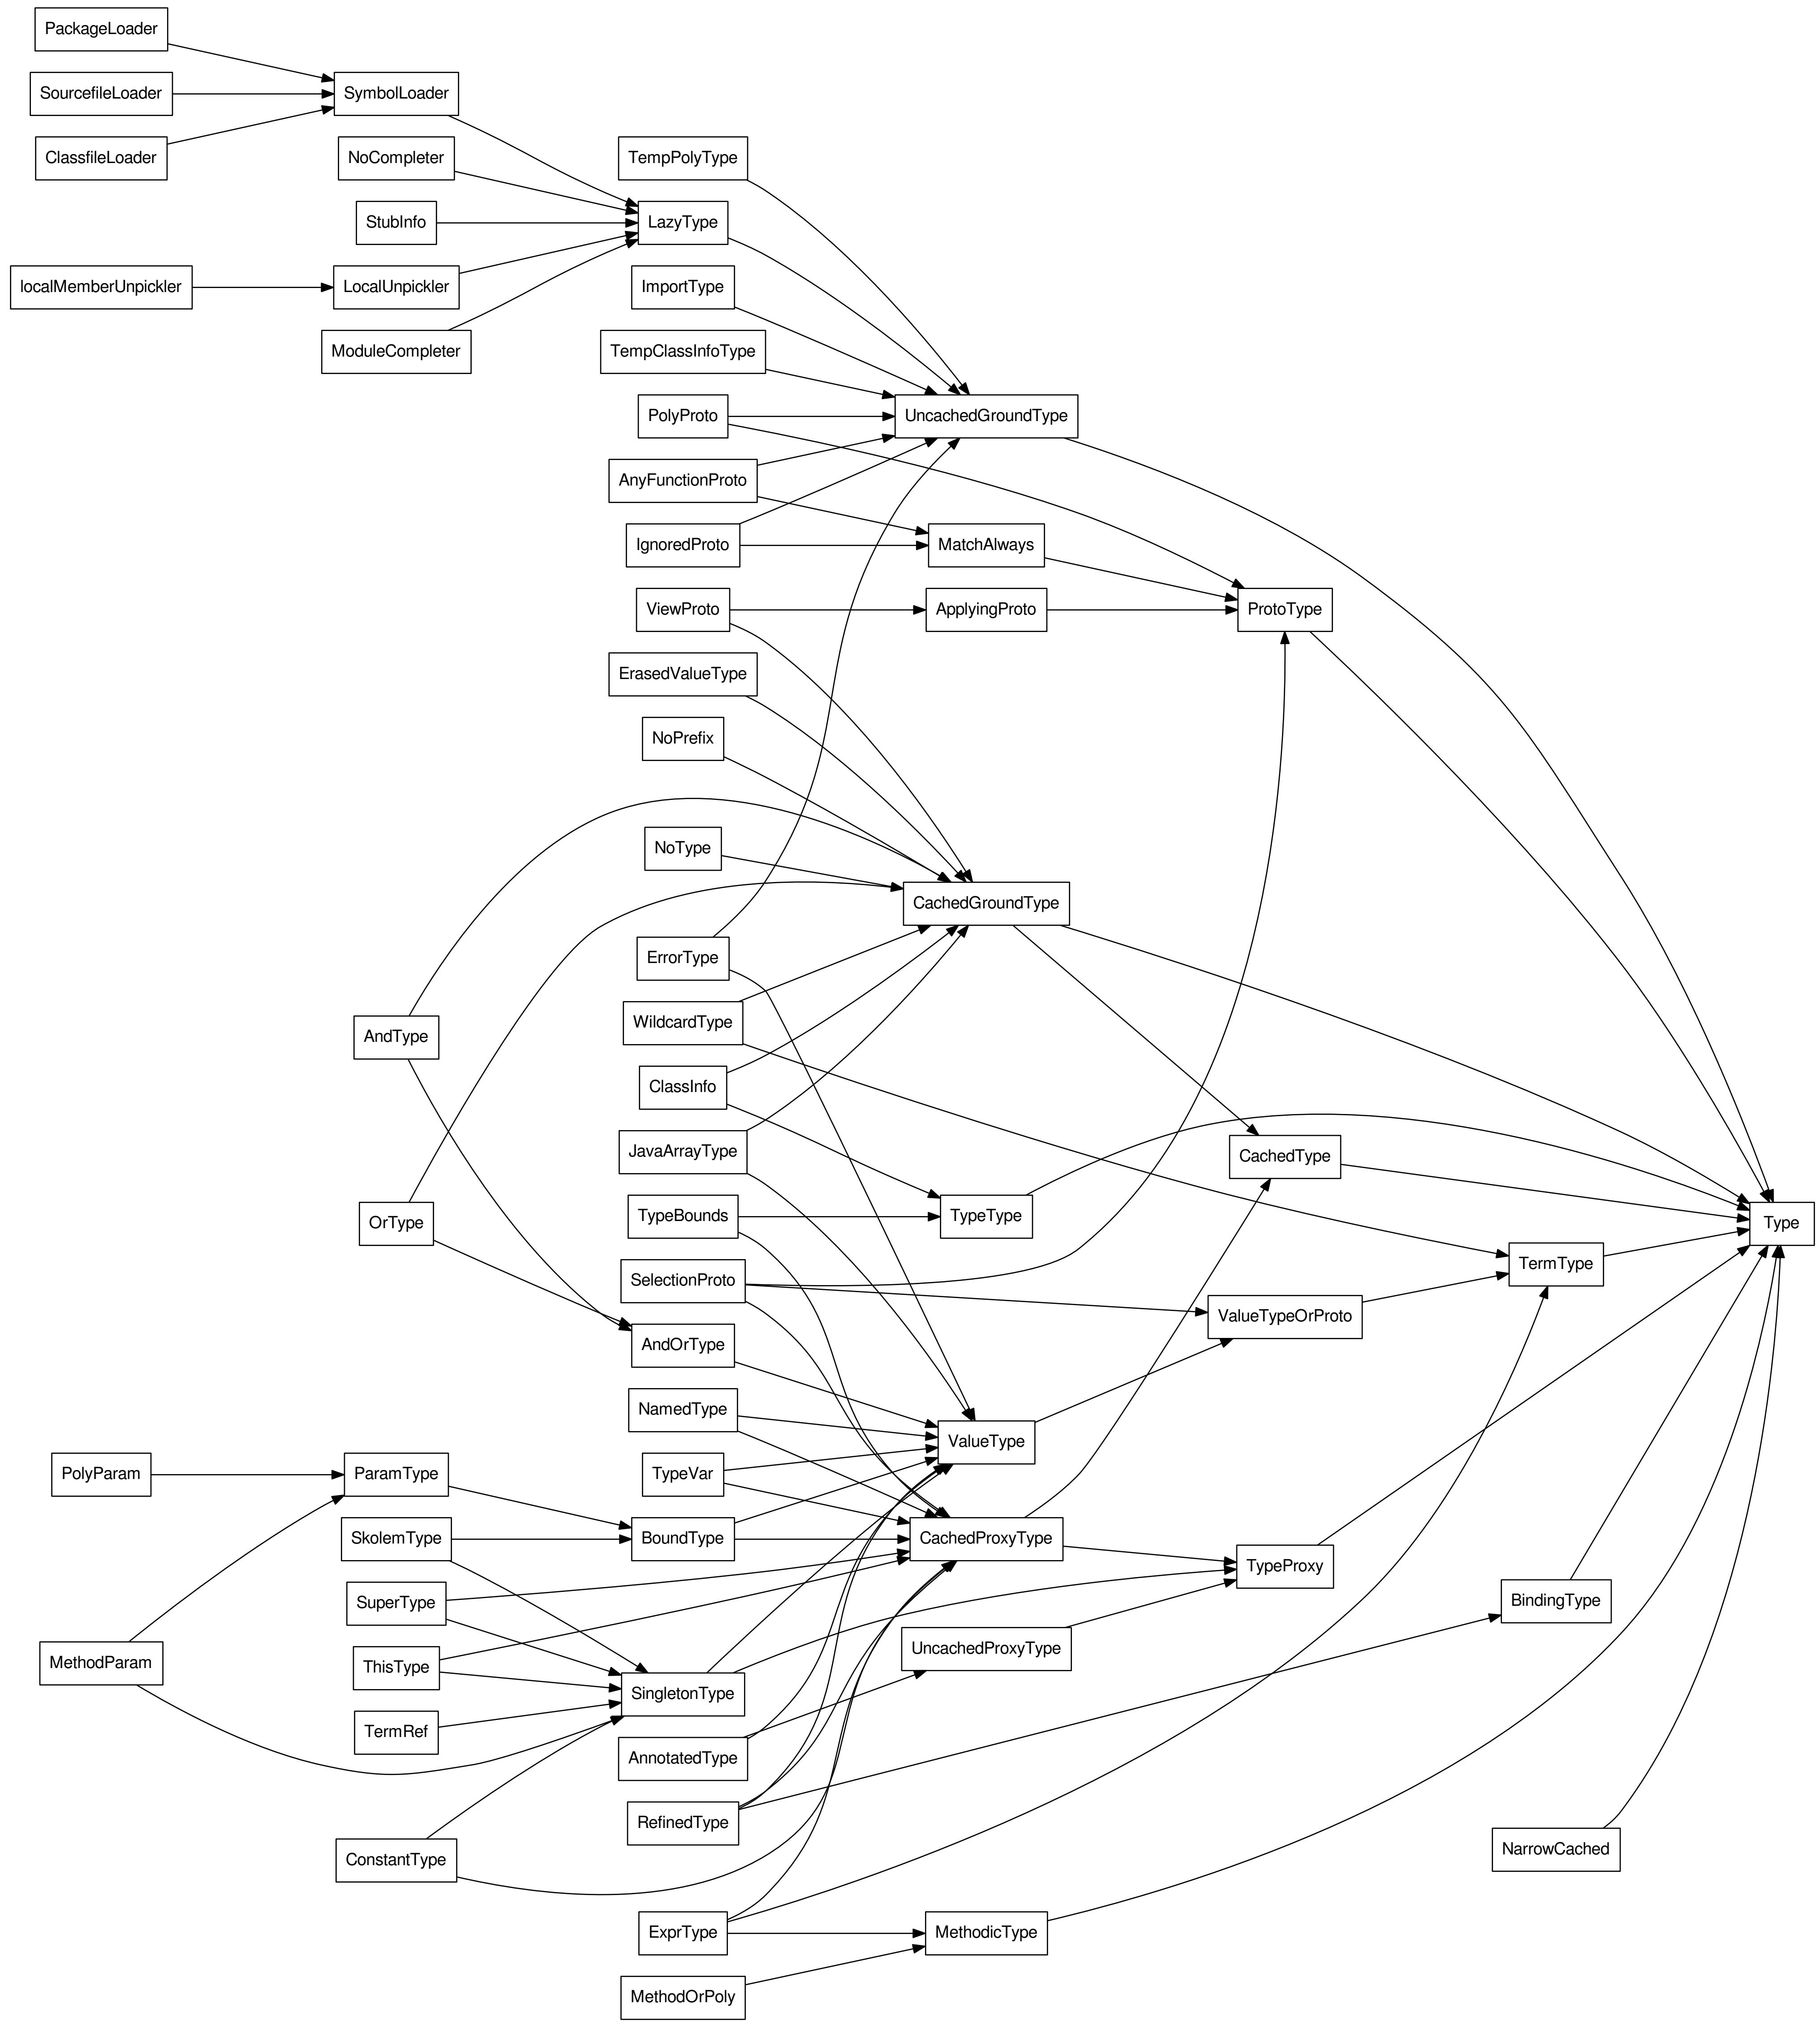 PackageLoader
SourcefileLoader
SymbolLoader
ClassfileLoader
NoCompleter
TempPolyType
StubInfo
LazyType
localMemberUnpickler
LocalUnpickler
ImportType
ModuleCompleter
TempClassInfoType
PolyProto
UncachedGroundType
AnyFunctionProto
IgnoredProto
MatchAlways
ViewProto
ApplyingProto
ProtoType
ErasedValueType
NoPrefix
NoType
CachedGroundType
ErrorType
WildcardType
AndType
ClassInfo
JavaArrayType
CachedType
OrType
TypeBounds
TypeType
Type
SelectionProto
TermType
ValueTypeOrProto
AndOrType
NamedType
ValueType
PolyParam
ParamType
TypeVar
SkolemType
BoundType
CachedProxyType
TypeProxy
SuperType
BindingType
UncachedProxyType
MethodParam
ThisType
SingletonType
TermRef
AnnotatedType
RefinedType
ConstantType
NarrowCached
ExprType
MethodicType
MethodOrPoly